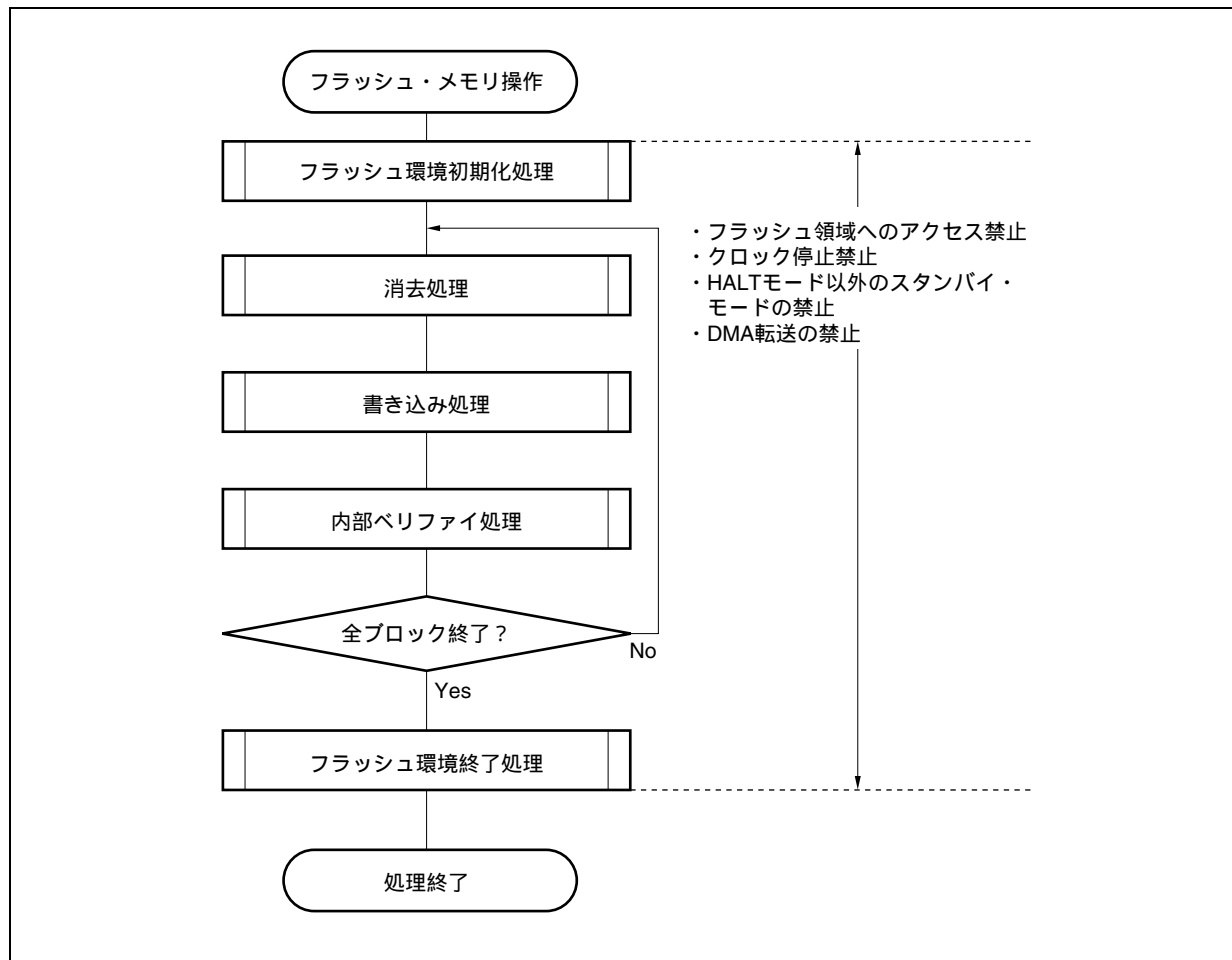 フラッシュ・メモリ操作
フラッシュ環境初期化処理
・フラッシュ領域へのアクセス禁止
・クロック停止禁止
・HALTモード以外のスタンバイ・
モードの禁止
・DMA転送の禁止
消去処理
書き込み処理
内部ベリファイ処理
全ブロック終了？
No
Yes
フラッシュ環境終了処理
処理終了